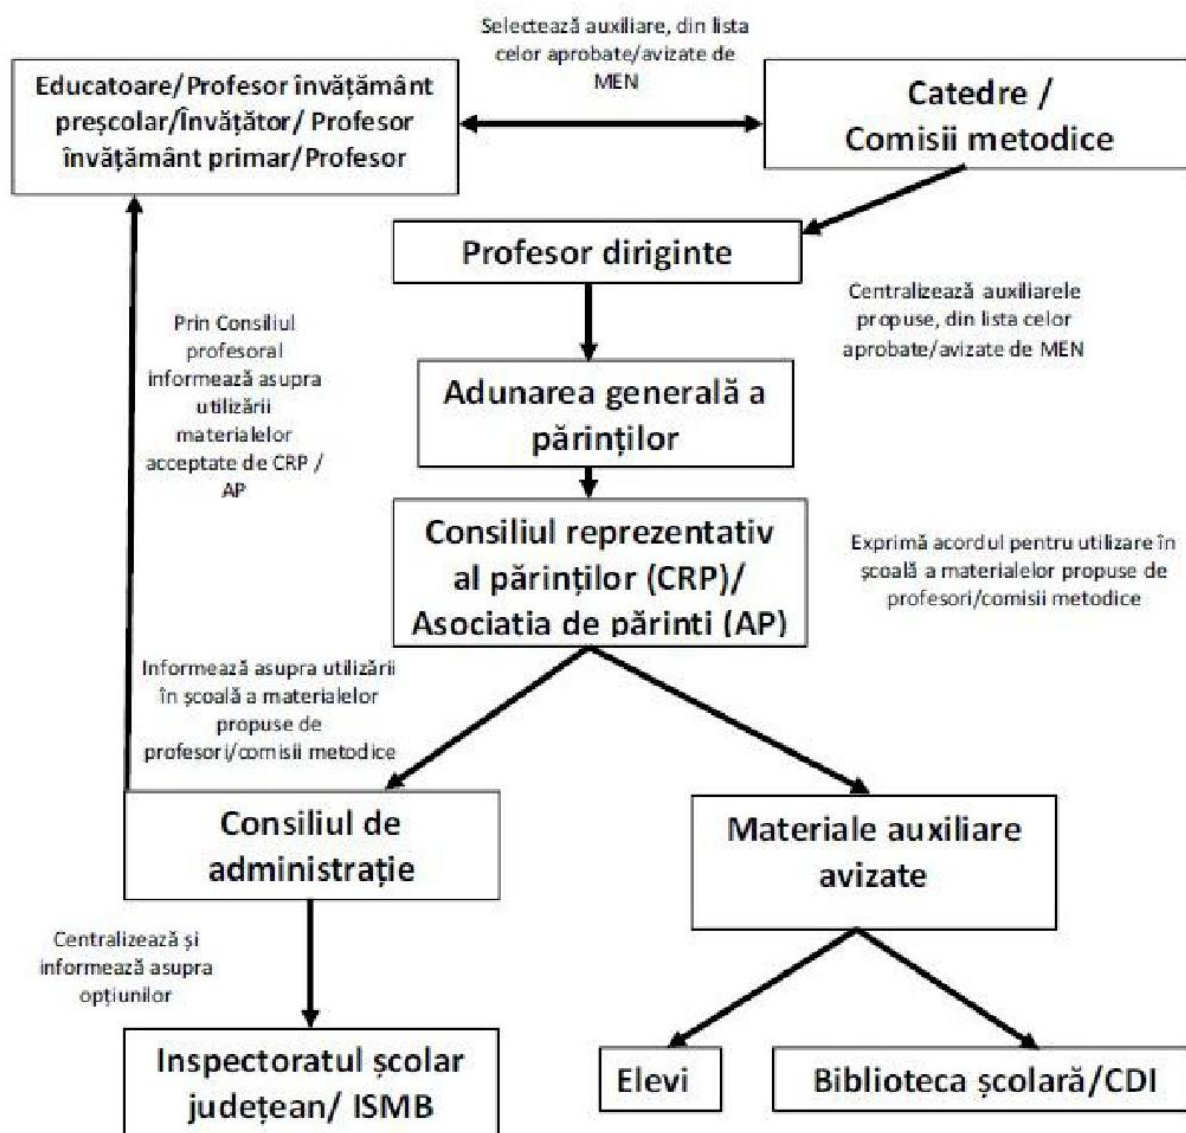 Selectează auxiliare, din lista
celor aprobate/avizate de
MEN
Educatoare/Profesor învățământ
preșcolar/Învățător/ Profesor
învățământ primar/Profesor
Catedre /
Comisii metodice
Profesor diriginte
Centralizează auxiliarele
propuse, din lista celor
aprobate/avizate de MEN
Prin Consiliul
profesoral
informează asupra
utilizării
materialelor
acceptate de CRP /
AP
Adunarea generală a
părinților
Consiliul reprezentativ
al părinților (CRP)/
Asociatia de părinti (AP)
Exprimă acordul pentru utilizare în
școală a materialelor propuse de
profesori/comisii metodice
Informează asupra utilizării
în școală a materialelor
propuse de
profesori/comisii metodice
Consiliul de
administrație
Materiale auxiliare
avizate
Centralizează și
informează asupra
opțiunilor
Inspectoratul școlar
județean/ ISMB
Elevi
Biblioteca școlară/CDI